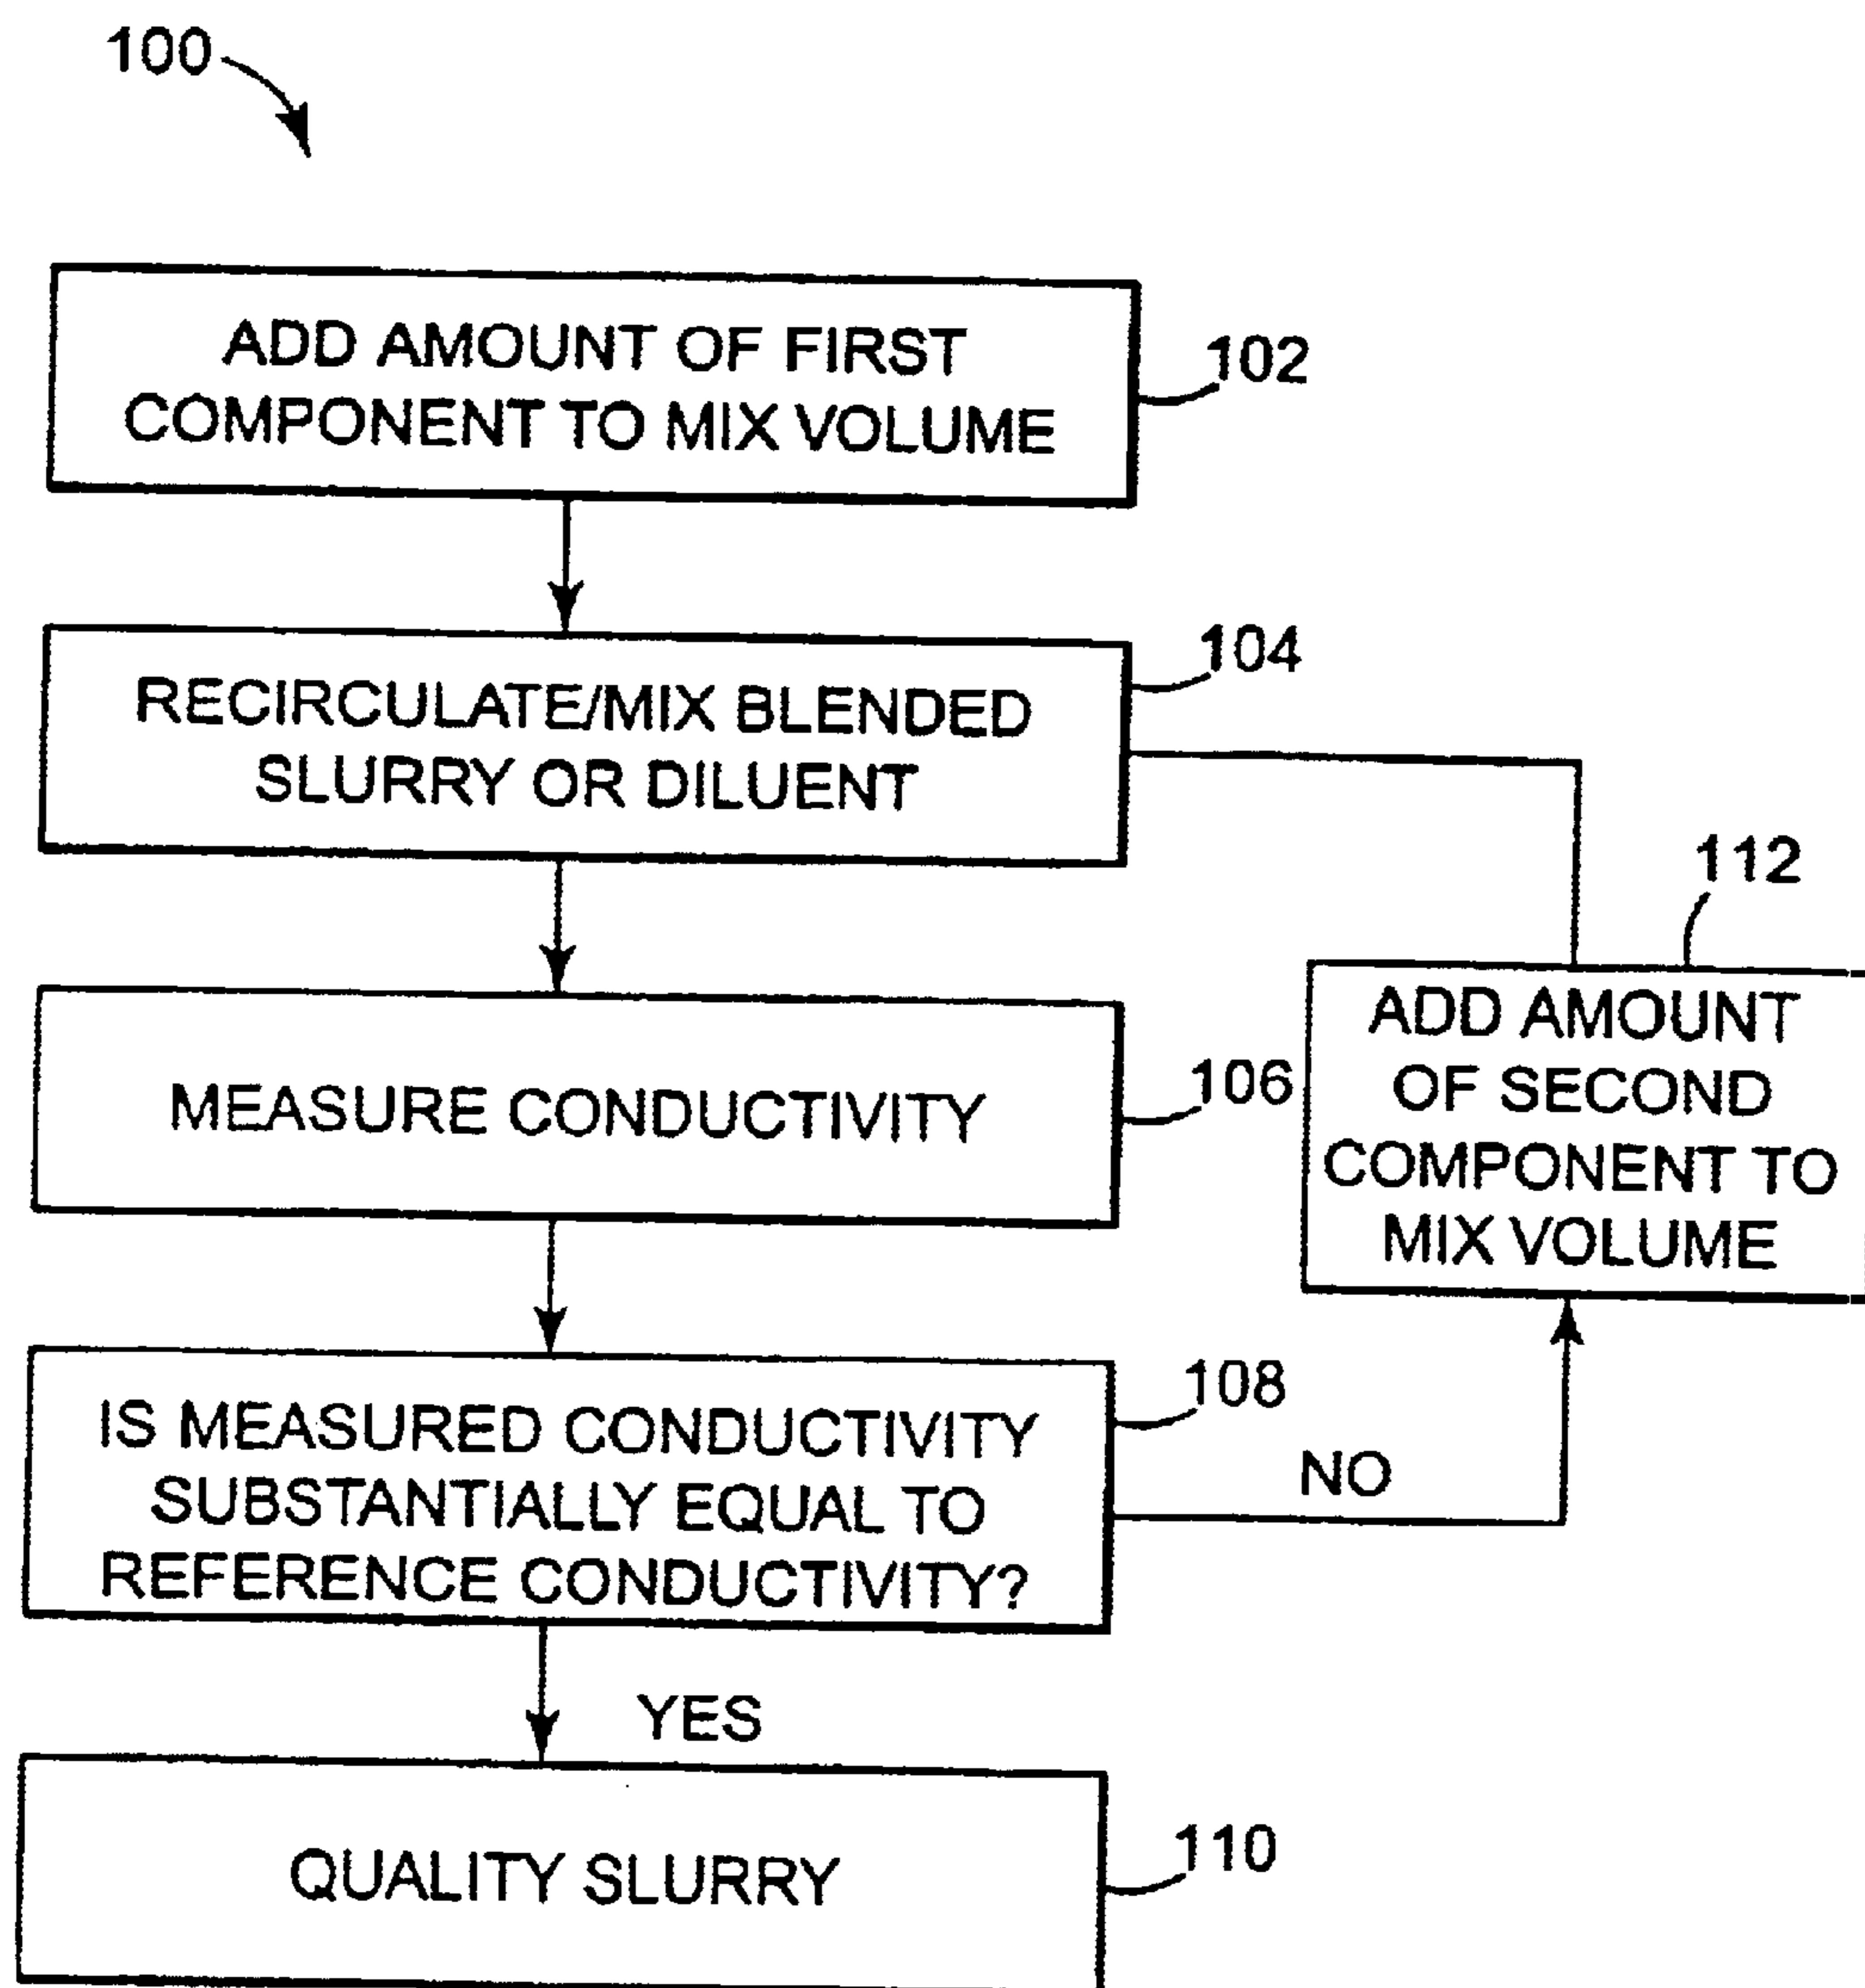 100
ADD AMOUNT OF FIRST
COMPONENT TO MIX VOLUME
102
RECIRCULATE/MIX BLENDED
SLURRY OR DILUENT
104
MEASURE CONDUCTIVITY
106
IS MEASURED CONDUCTIVITY
SUBSTANTIALLY EQUAL TO
REFERENCE CONDUCTIVITY?
108
NO
112
ADD AMOUNT
OF SECOND
COMPONENT TO
MIX VOLUME
YES
QUALITY SLURRY
110